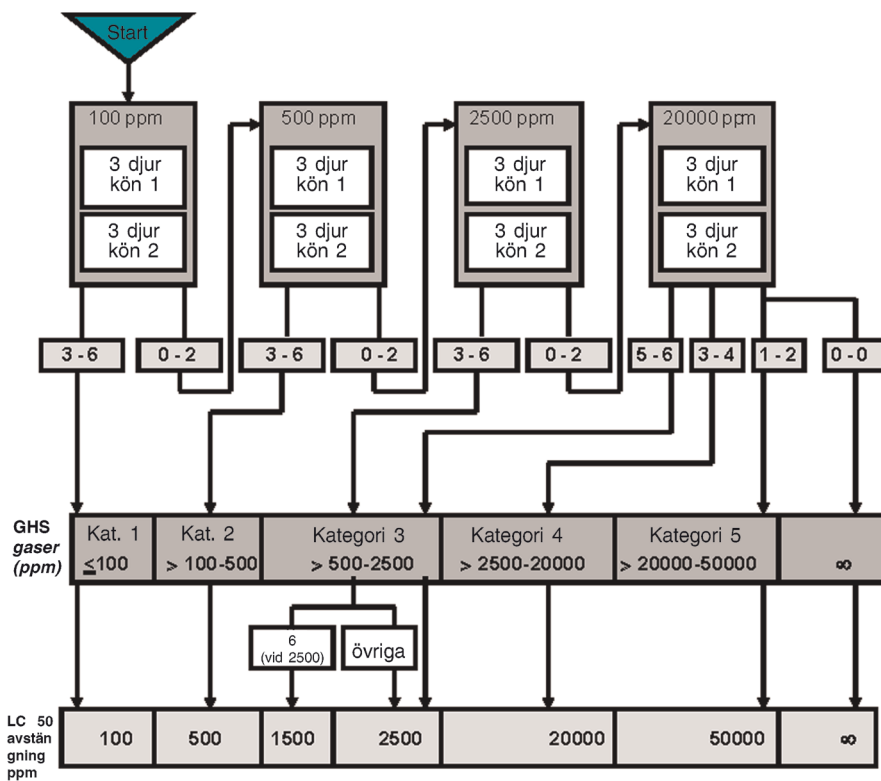 Start
100 ppm
3 djur
kön 1
3 djur
kön 2
500 ppm
3 djur
kön 1
3 djur
kön 2
2500 ppm
3 djur
kön 1
3 djur
kön 2
20000 ppm
3 djur
kön 1
3 djur
kön 2
3 - 6
0 - 2
3 - 6
0 - 2
3 - 6
0 - 2
5 - 6
3 - 4
1 - 2
0 - 0
GHS
gaser
(ppm)
Kat. 1
≤100
Kat. 2
> 100-500
Kategori 3
> 500-2500
Kategori 4
> 2500-20000
Kategori 5
> 20000-50000
∞
6
(vid 2500)
övriga
LC 50
avstän
gning
ppm
100
500
1500
2500
20000
50000
∞